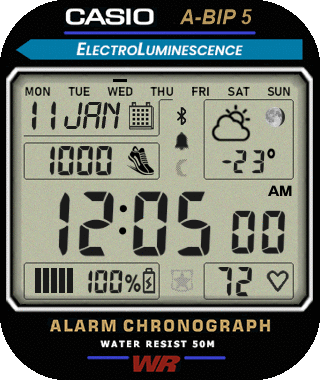 CASIO A-BIP 5
ELECTROLUMINESCENCE
MON TUE WED THU FRI SAT SUN
11 JAN
1000 -23°
AM
12:05 00
100% 72
ALARM CHRONOGRAPH
WATER RESIST 50M
WR